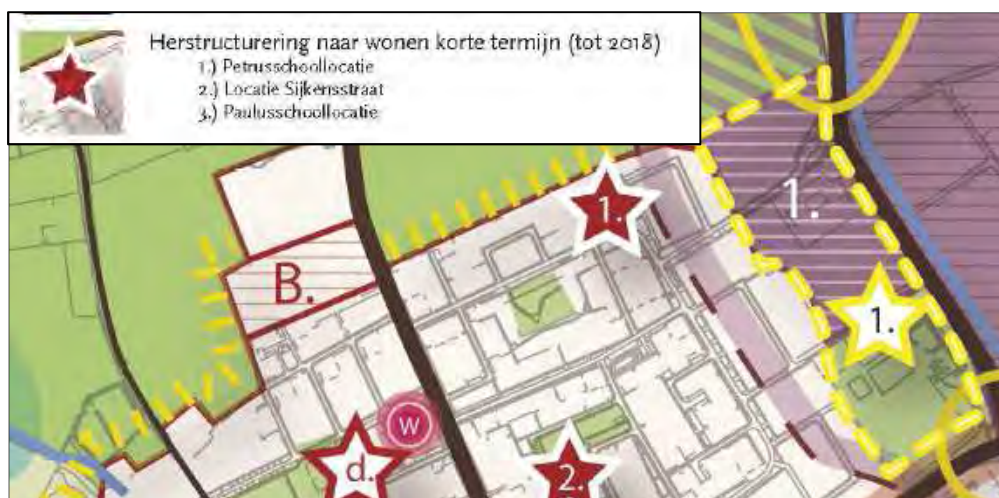 Herstructurering naar wonen korte termijn (tot 2018)
1.) Petrusschoollocatie
2.) Locatie Sijkensstraat
3.) Paulusschoollocatie
1.
1.
B.
1.
W
d.
2.